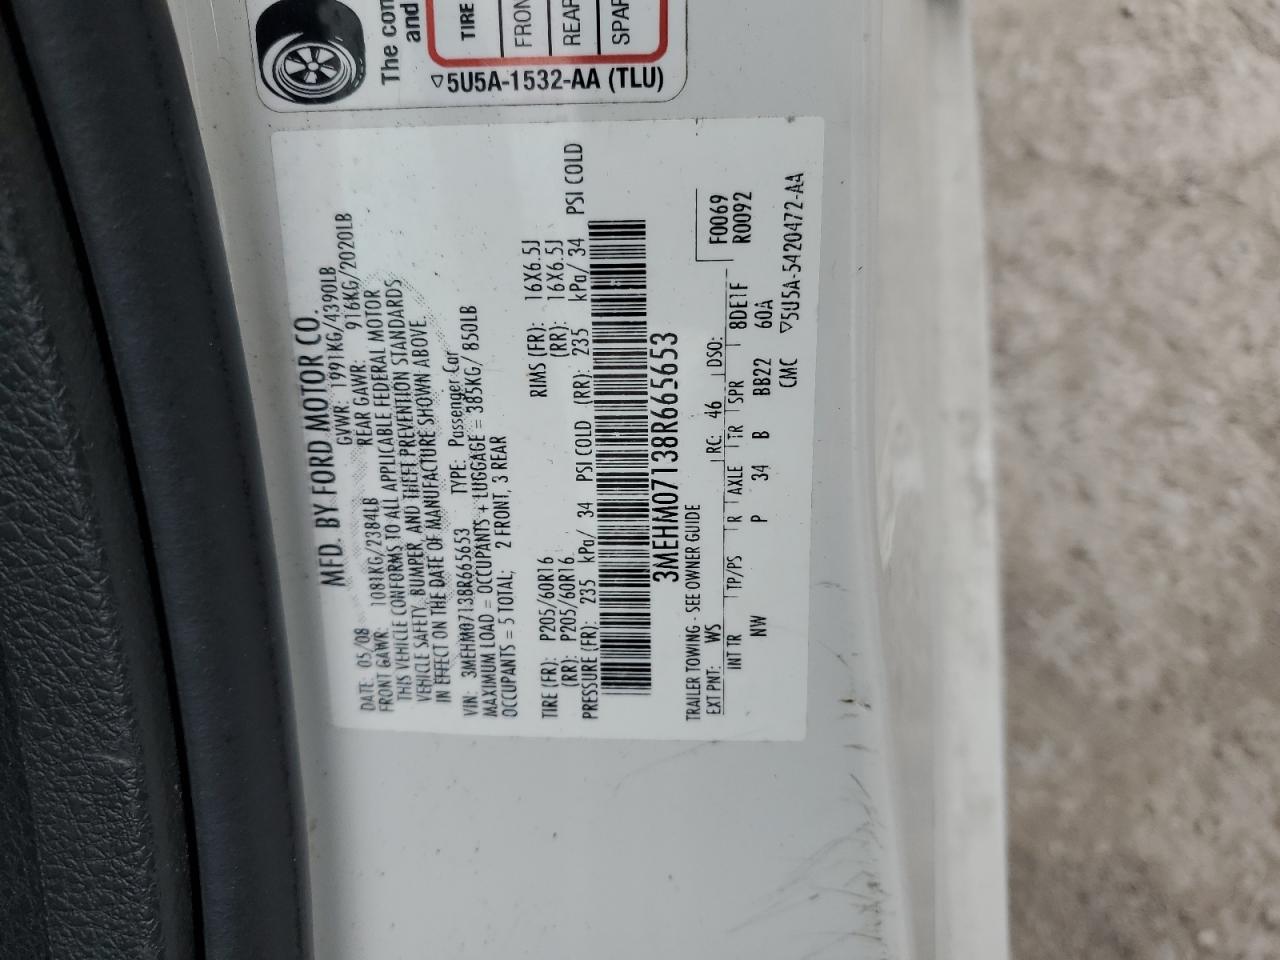 The con
and
TIRE
FRON
REAR
SPAR
▽5U5A-1532-AA (TLU)
MFD. BY FORD MOTOR CO.
DATE: 05/08 GVWR: 1991KG/4390LB
FRONT GAWR: 1081KG/2384LB REAR GAWR: 916KG/2020LB
THIS VEHICLE CONFORMS TO ALL APPLICABLE FEDERAL MOTOR
VEHICLE SAFETY, BUMPER, AND THEFT PREVENTION STANDARDS
IN EFFECT ON THE DATE OF MANUFACTURE SHOWN ABOVE.
VIN: 3MEHM07138R665653 TYPE: Passenger Car
MAXIMUM LOAD = OCCUPANTS + LUGGAGE = 385KG/ 850LB
OCCUPANTS = 5 TOTAL; 2 FRONT, 3 REAR
TIRE (FR): P205/60R16 RIMS (FR): 16X6.5J
(RR): P205/60R16 (RR): 16X6.5J
PRESSURE (FR): 235 kPa/ 34 PSI COLD (RR): 235 kPa/ 34 PSI COLD
3MEHM07138R665653
TRAILER TOWING - SEE OWNER GUIDE F0069
EXT PNT: WS RC: 46 DSO: R0092
INT TR TP/PS R AXLE TR SPR 8DE1F
NW P 34 B BB22 60A
CMC ▽5U5A-5420472-AA